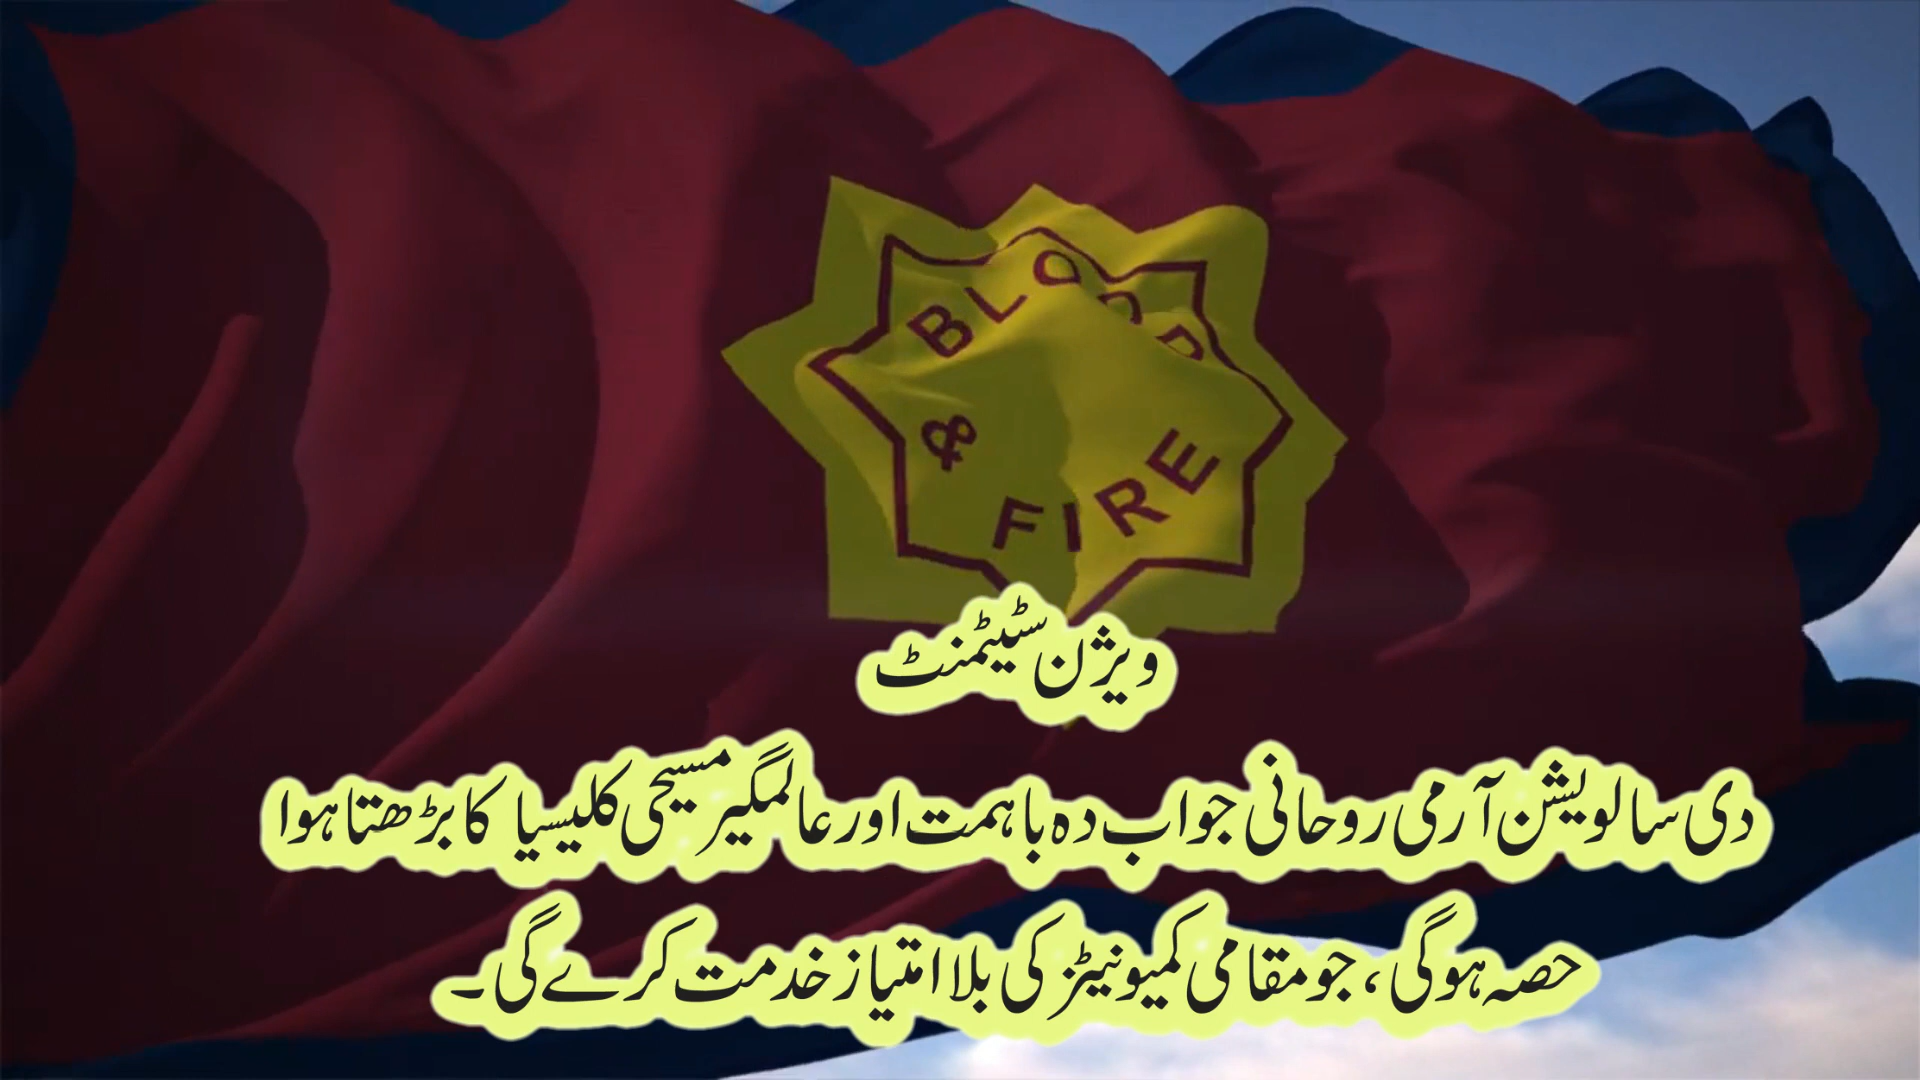 BLOOD
&
FIRE
ویژن سٹیٹمنٹ
دی سالویشن آرمی روحانی جواب دہ باہمت اور عالمگیر مسیحی کلیسیا کا بڑھتا ہوا
حصہ ہوگی، جو مقامی کمیونیٹز کی بلا امتیاز خدمت کرے گی۔